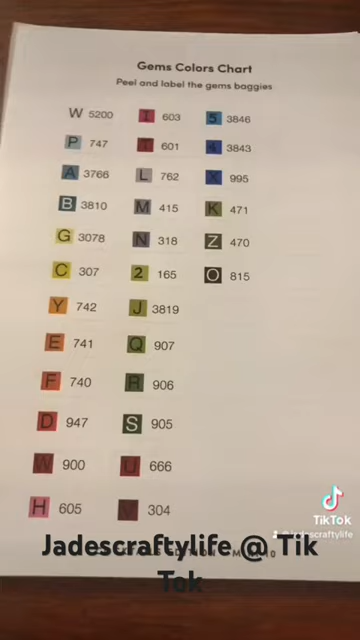 Gems Colors Chart
Peel and label the gems baggies
W 5200 I 603 5 3846
P 747 T 601 4 3843
A 3766 L 762 X 995
B 3810 M 415 K 471
G 3078 N 318 Z 470
C 307 2 165 O 815
Y 742 J 3819
E 741 Q 907
F 740 R 906
D 947 S 905
W 900 U 666
H 605 V 304
TikTok
@jadescraftylife
Jadescraftylife @ Tik
Tok